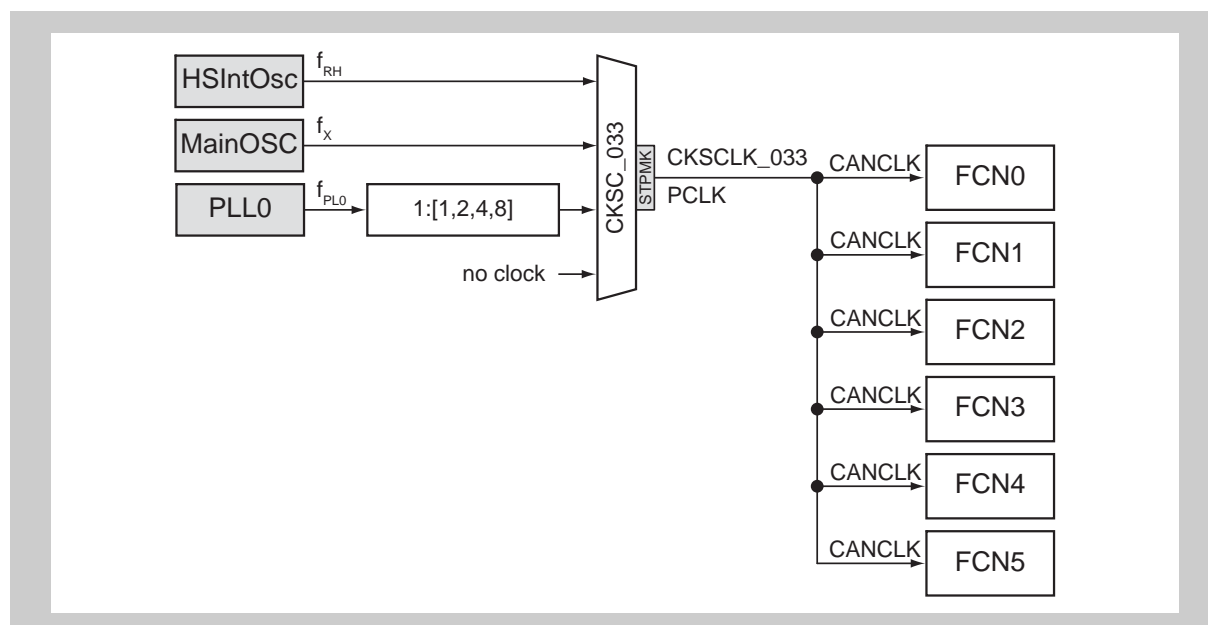 HSIntOsc
fRH
MainOSC
fX
PLL0
fPL0
1:[1,2,4,8]
no clock
CKSC_033
STPMK
CKSCLK_033
PCLK
CANCLK
FCN0
CANCLK
FCN1
CANCLK
FCN2
CANCLK
FCN3
CANCLK
FCN4
CANCLK
FCN5